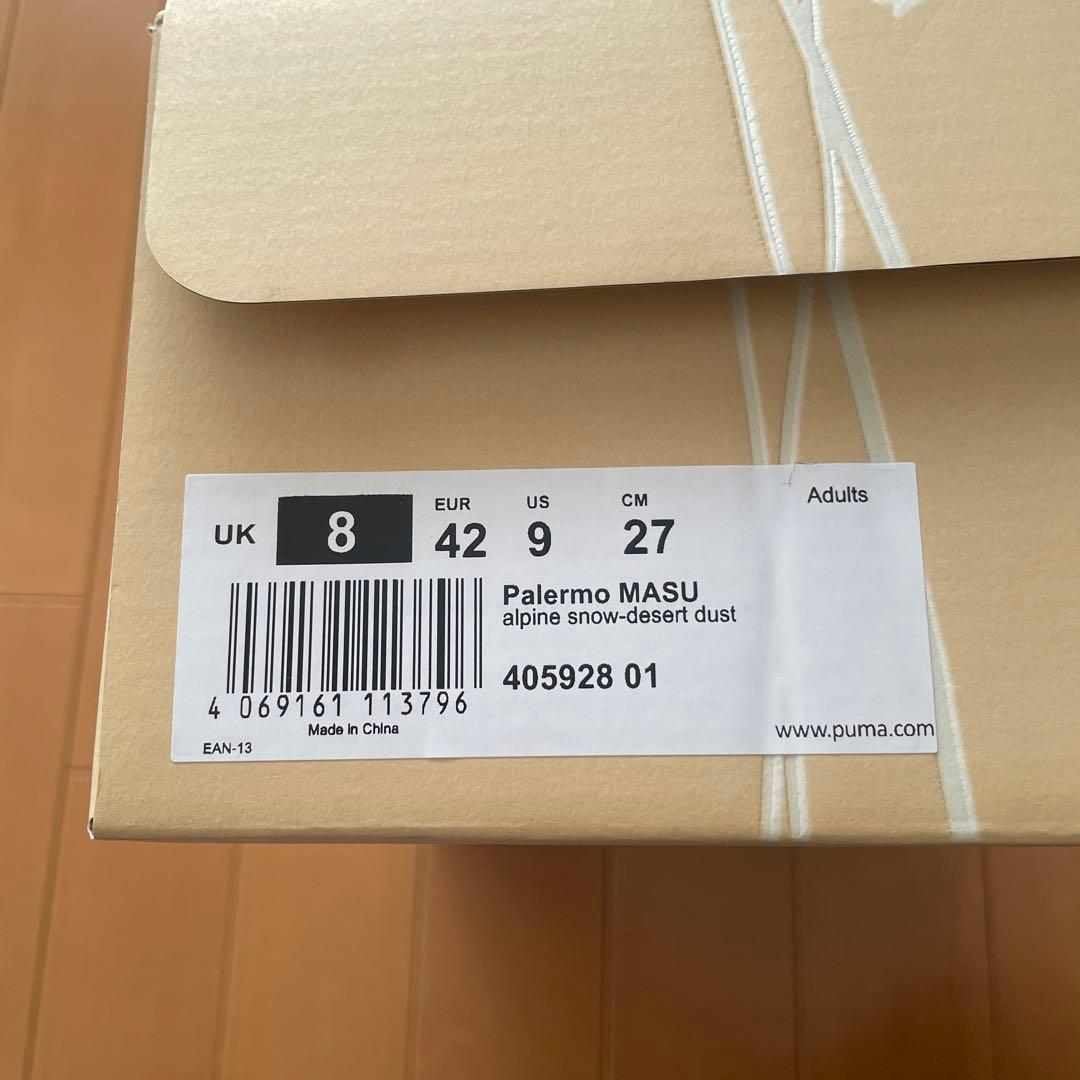 UK 8 EUR 42 US 9 CM 27 Adults
Palermo MASU
alpine snow-desert dust
405928 01
4 069161 113796
Made in China
EAN-13
www.puma.com